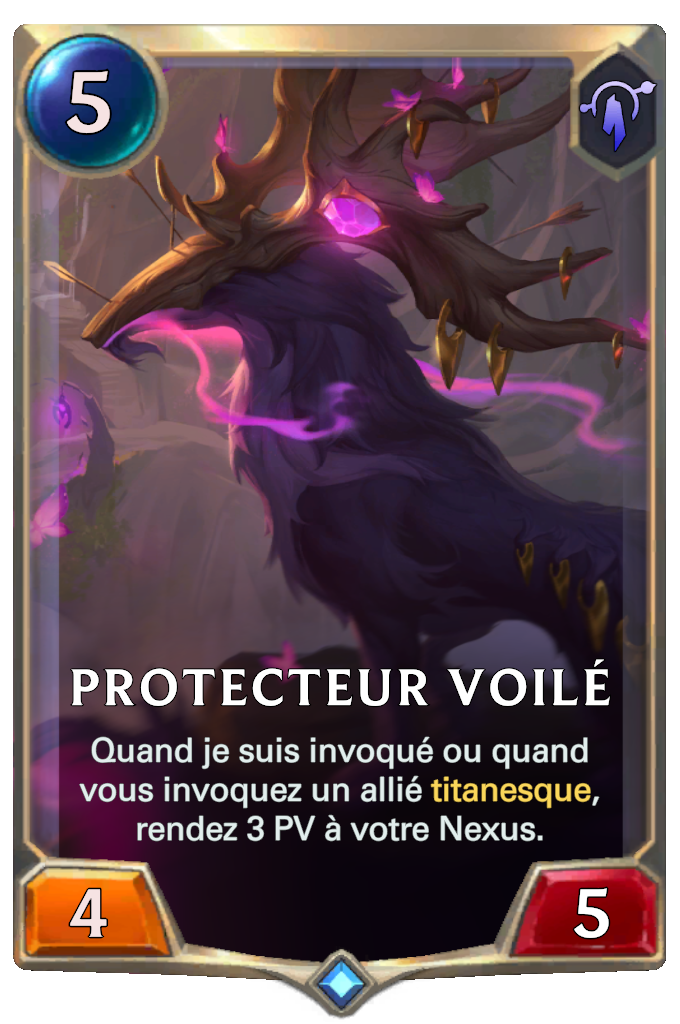 5
PROTECTEUR VOILÉ
Quand je suis invoqué ou quand
vous invoquez un allié titanesque,
rendez 3 PV à votre Nexus.
4
5